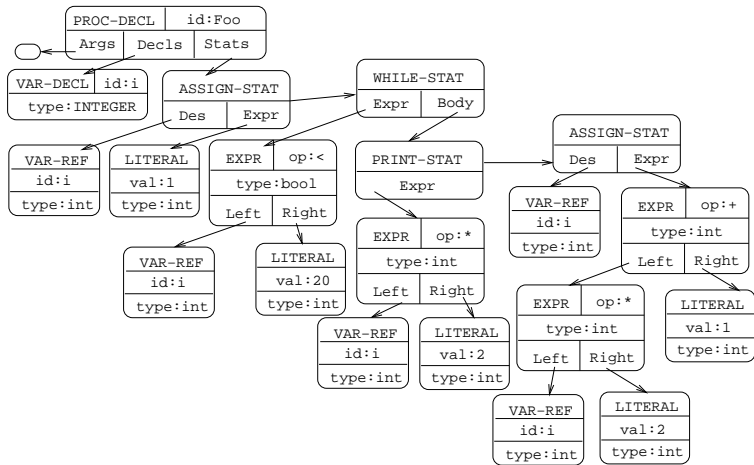 PROC-DECL id:Foo
Args Decls Stats
VAR-DECL id:i
type:INTEGER
ASSIGN-STAT
Des Expr
WHILE-STAT
Expr Body
VAR-REF
id:i
type:int
LITERAL
val:1
type:int
EXPR op:<
type:bool
Left Right
PRINT-STAT
Expr
ASSIGN-STAT
Des Expr
VAR-REF
id:i
type:int
LITERAL
val:20
type:int
EXPR op:*
type:int
Left Right
VAR-REF
id:i
type:int
EXPR op:+
type:int
Left Right
VAR-REF
id:i
type:int
LITERAL
val:2
type:int
EXPR op:*
type:int
Left Right
LITERAL
val:1
type:int
VAR-REF
id:i
type:int
LITERAL
val:2
type:int